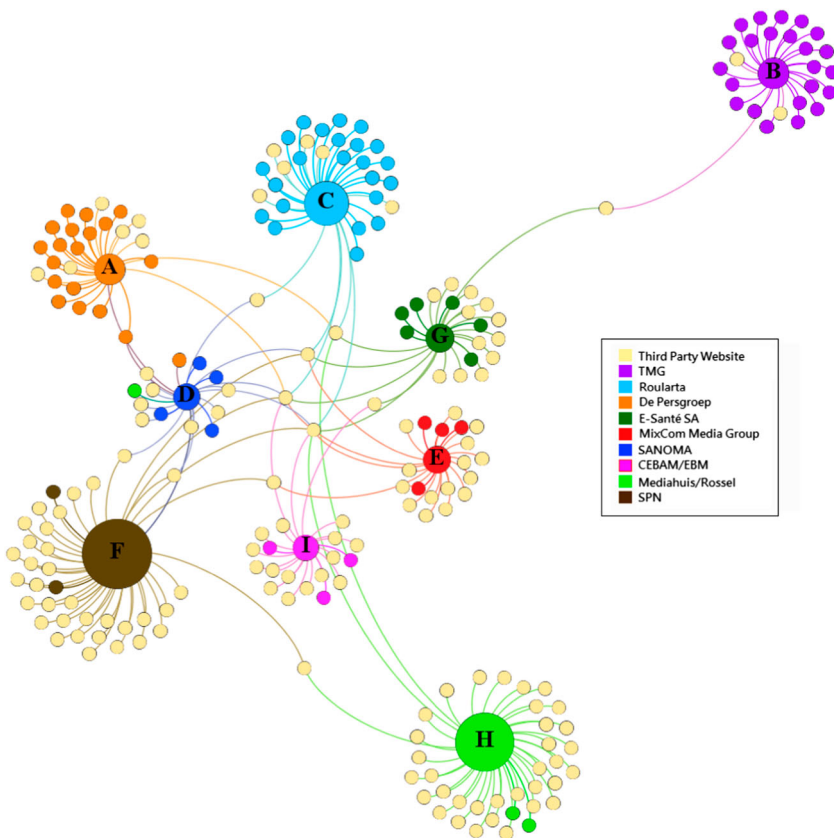 B
C
A
G
D
E
F
I
H
Third Party Website
TMG
Roularta
De Persgroep
E-Santé SA
MixCom Media Group
SANOMA
CEBAM/EBM
Mediahuis/Rossel
SPN